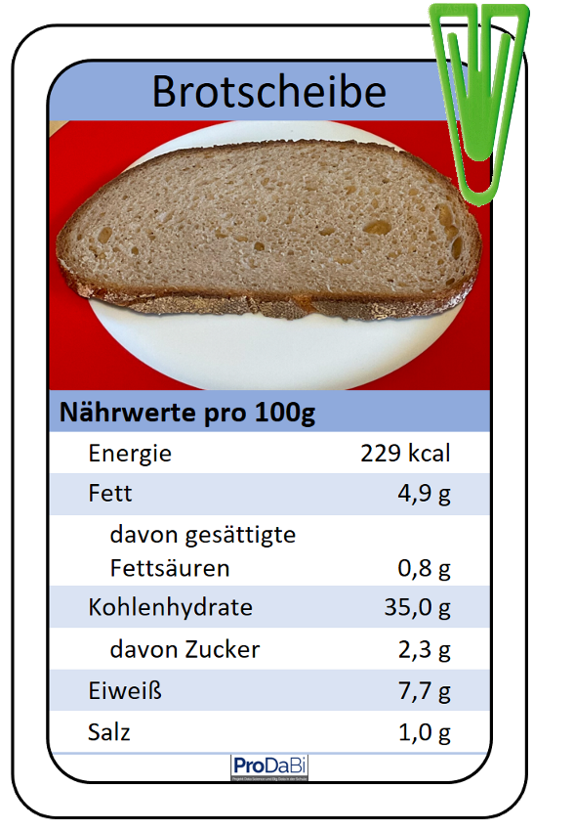 Brotscheibe
Nährwerte pro 100g
Energie 229 kcal
Fett 4,9 g
davon gesättigte
Fettsäuren 0,8 g
Kohlenhydrate 35,0 g
davon Zucker 2,3 g
Eiweiß 7,7 g
Salz 1,0 g
ProDaBi